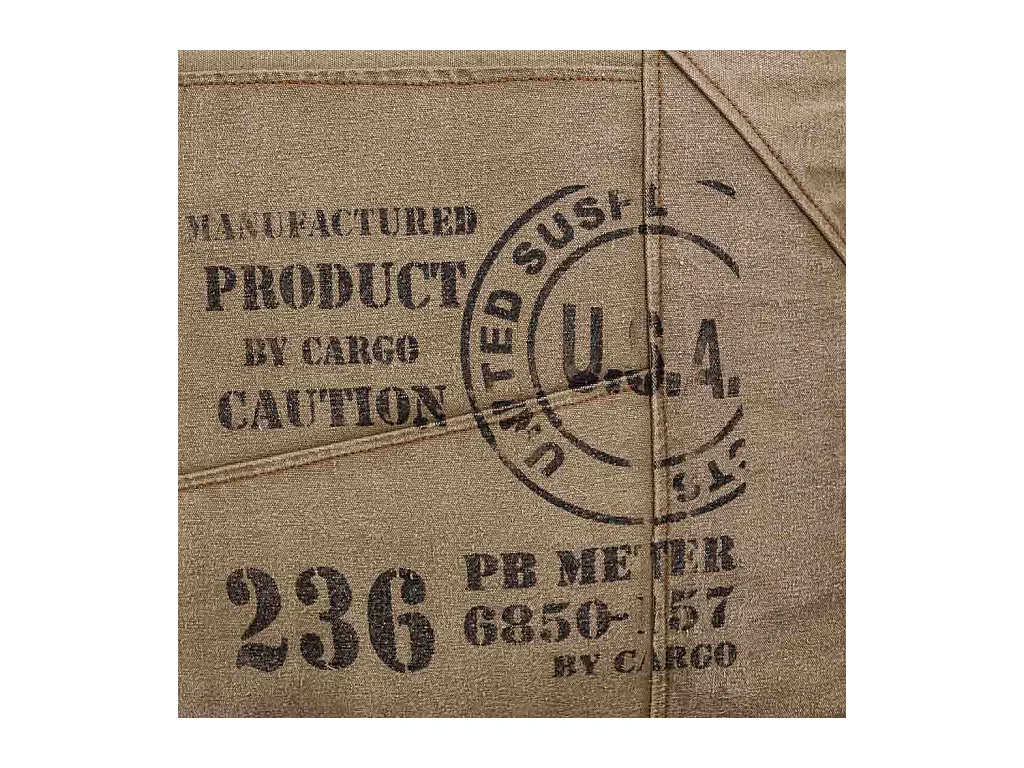 MANUFACTURED
PRODUCT
BY CARGO
CAUTION
UNITED
U.S.A.
236
PB METER
BY CARGO